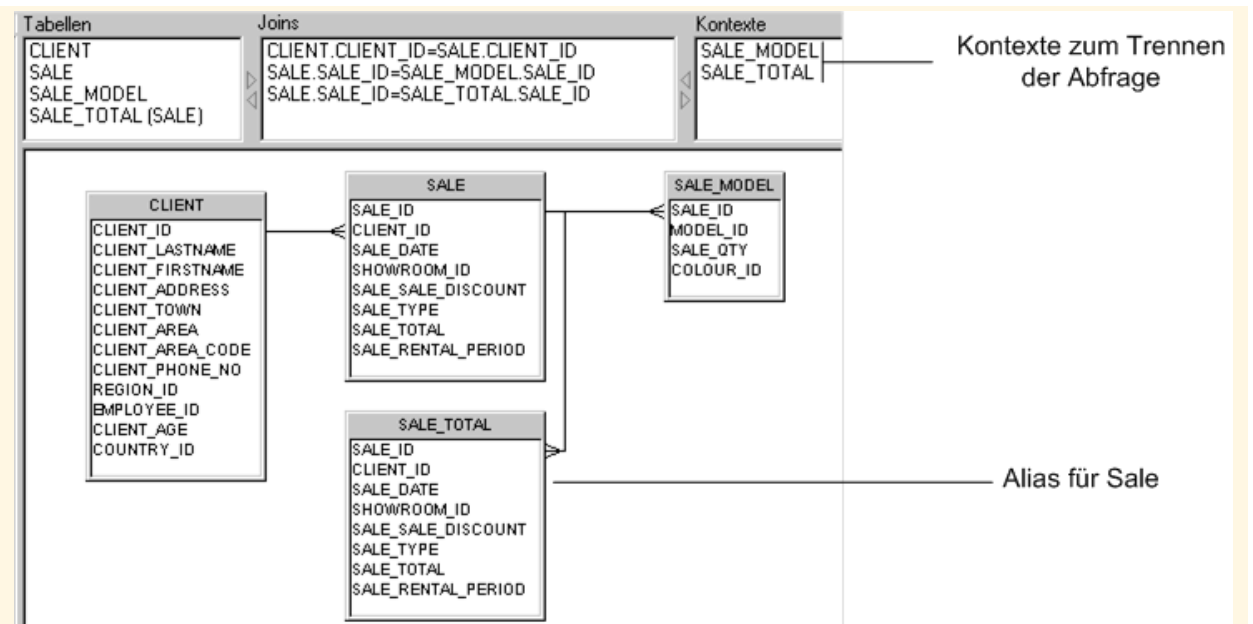 Tabellen
CLIENT
SALE
SALE_MODEL
SALE_TOTAL (SALE)
Joins
CLIENT.CLIENT_ID=SALE.CLIENT_ID
SALE.SALE_ID=SALE_MODEL.SALE_ID
SALE.SALE_ID=SALE_TOTAL.SALE_ID
Kontexte
SALE_MODEL
SALE_TOTAL
Kontexte zum Trennen
der Abfrage
CLIENT
CLIENT_ID
CLIENT_LASTNAME
CLIENT_FIRSTNAME
CLIENT_ADDRESS
CLIENT_TOWN
CLIENT_AREA
CLIENT_AREA_CODE
CLIENT_PHONE_NO
REGION_ID
EMPLOYEE_ID
CLIENT_AGE
COUNTRY_ID
SALE
SALE_ID
CLIENT_ID
SALE_DATE
SHOWROOM_ID
SALE_SALE_DISCOUNT
SALE_TYPE
SALE_TOTAL
SALE_RENTAL_PERIOD
SALE_MODEL
SALE_ID
MODEL_ID
SALE_QTY
COLOUR_ID
SALE_TOTAL
SALE_ID
CLIENT_ID
SALE_DATE
SHOWROOM_ID
SALE_SALE_DISCOUNT
SALE_TYPE
SALE_TOTAL
SALE_RENTAL_PERIOD
Alias für Sale